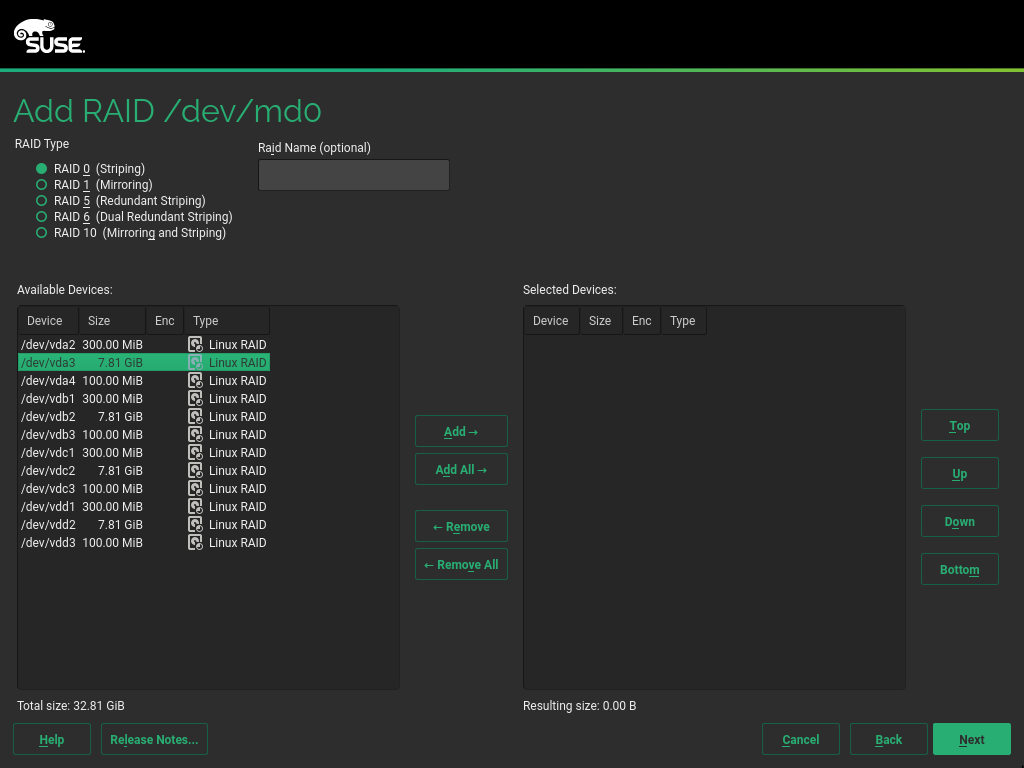 SUSE.
Add RAID /dev/md0
RAID Type
Raid Name (optional)
RAID 0 (Striping)
RAID 1 (Mirroring)
RAID 5 (Redundant Striping)
RAID 6 (Dual Redundant Striping)
RAID 10 (Mirroring and Striping)
Available Devices:
Device Size Enc Type
/dev/vda2 300.00 MiB Linux RAID
/dev/vda3 7.81 GiB Linux RAID
/dev/vda4 100.00 MiB Linux RAID
/dev/vdb1 300.00 MiB Linux RAID
/dev/vdb2 7.81 GiB Linux RAID
/dev/vdb3 100.00 MiB Linux RAID
/dev/vdc1 300.00 MiB Linux RAID
/dev/vdc2 7.81 GiB Linux RAID
/dev/vdc3 100.00 MiB Linux RAID
/dev/vdd1 300.00 MiB Linux RAID
/dev/vdd2 7.81 GiB Linux RAID
/dev/vdd3 100.00 MiB Linux RAID
Total size: 32.81 GiB
Add →
Add All →
← Remove
← Remove All
Selected Devices:
Device Size Enc Type
Resulting size: 0.00 B
Top
Up
Down
Bottom
Help
Release Notes...
Cancel
Back
Next